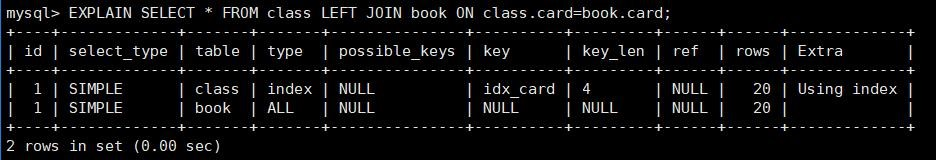 mysql> EXPLAIN SELECT * FROM class LEFT JOIN book ON class.card=book.card;
+----+-------------+-------+-------+---------------+----------+---------+------+------+-------------+
| id | select_type | table | type  | possible_keys | key      | key_len | ref  | rows | Extra       |
+----+-------------+-------+-------+---------------+----------+---------+------+------+-------------+
|  1 | SIMPLE      | class | index | NULL          | idx_card | 4       | NULL |   20 | Using index |
|  1 | SIMPLE      | book  | ALL   | NULL          | NULL     | NULL    | NULL |   20 |             |
+----+-------------+-------+-------+---------------+----------+---------+------+------+-------------+
2 rows in set (0.00 sec)